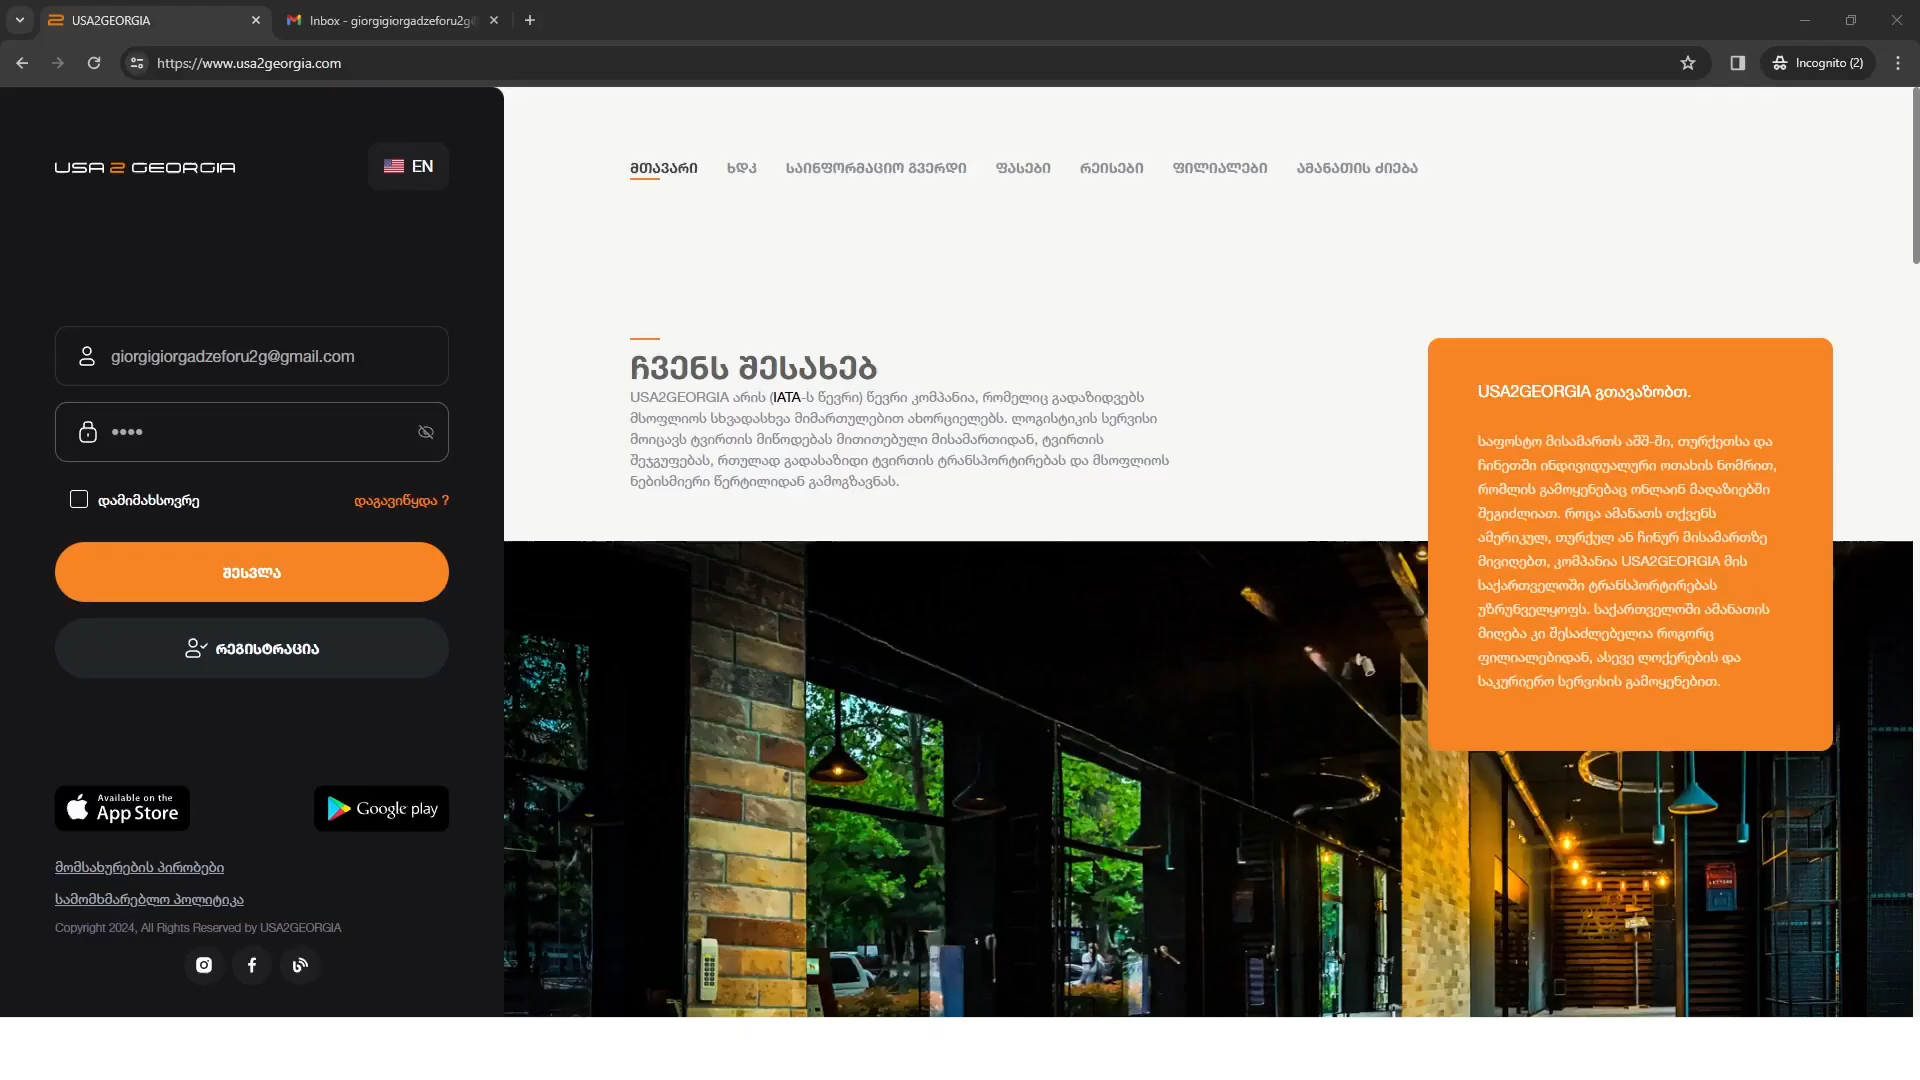 USA2GEORGIA
Inbox - giorgigiorgadzeforu2g@
https://www.usa2georgia.com
Incognito (2)
USA 2 GEORGIA
EN
მთავარი
ხდკ
საინფორმაციო გვერდი
ფასები
რეისები
ფილიალები
ამანათის ძიება
giorgigiorgadzeforu2g@gmail.com
••••
დამიმახსოვრე
დაგავიწყდა ?
შესვლა
რეგისტრაცია
Available on the
App Store
Google play
მომსახურების პირობები
სამომხმარებლო პოლიტიკა
Copyright 2024, All Rights Reserved by USA2GEORGIA
ჩვენს შესახებ
USA2GEORGIA არის (IATA-ს წევრი) წევრი კომპანია, რომელიც გადაზიდვებს
მსოფლიოს სხვადასხვა მიმართულებით ახორციელებს. ლოგისტიკის სერვისი
მოიცავს ტვირთის მიწოდებას მითითებული მისამართიდან, ტვირთის
შეჯგუფებას, რთულად გადასაზიდი ტვირთის ტრანსპორტირებას და მსოფლიოს
ნებისმიერი წერტილიდან გამოგზავნას.
USA2GEORGIA გთავაზობთ.
საფოსტო მისამართს აშშ-ში, თურქეთსა და
ჩინეთში ინდივიდუალური ოთახის ნომრით,
რომლის გამოყენებაც ონლაინ მაღაზიებში
შეგიძლიათ. როცა ამანათს თქვენს
ამერიკულ, თურქულ ან ჩინურ მისამართზე
მივიღებთ, კომპანია USA2GEORGIA მის
საქართველოში ტრანსპორტირებას
უზრუნველყოფს. საქართველოში ამანათის
მიღება კი შესაძლებელია როგორც
ფილიალებიდან, ასევე ლოქერების და
საკურიერო სერვისის გამოყენებით.